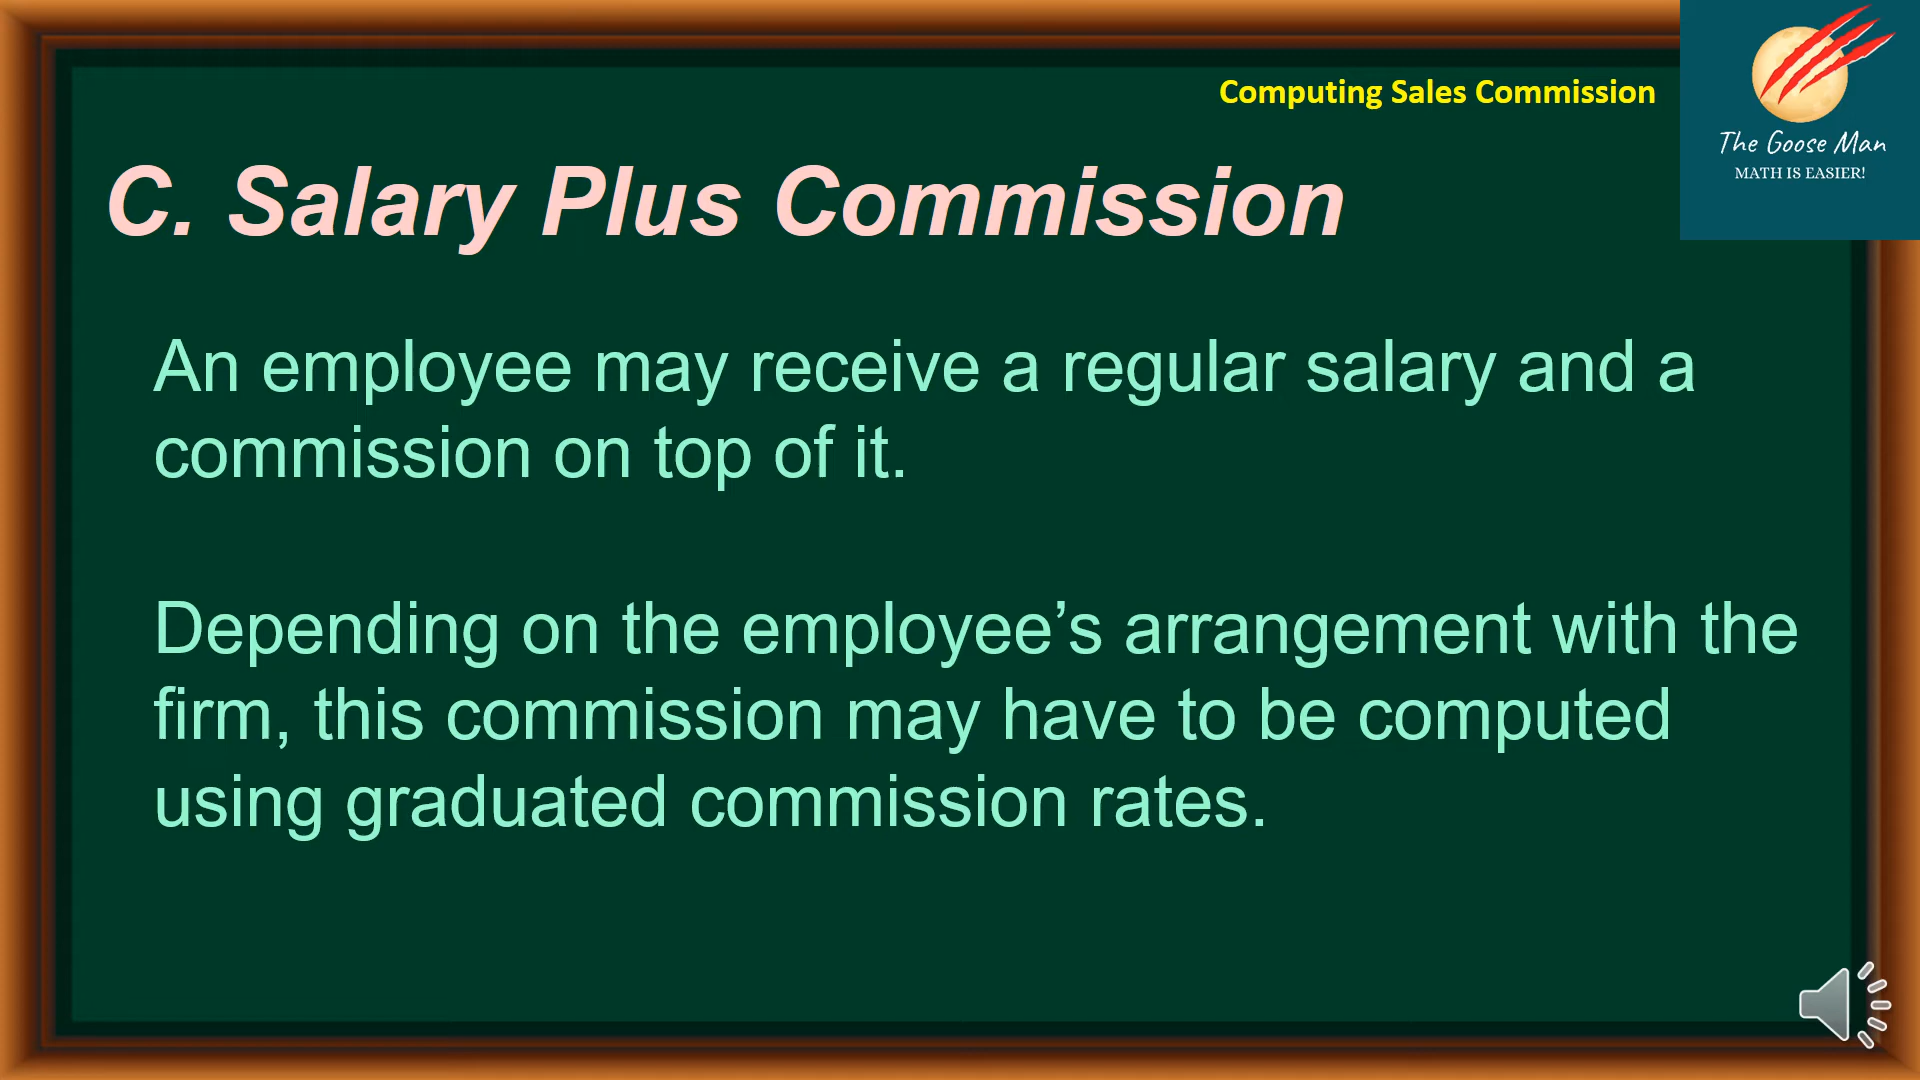 Computing Sales Commission
The Goose Man
MATH IS EASIER!
C. Salary Plus Commission
An employee may receive a regular salary and a
commission on top of it.
Depending on the employee’s arrangement with the
firm, this commission may have to be computed
using graduated commission rates.